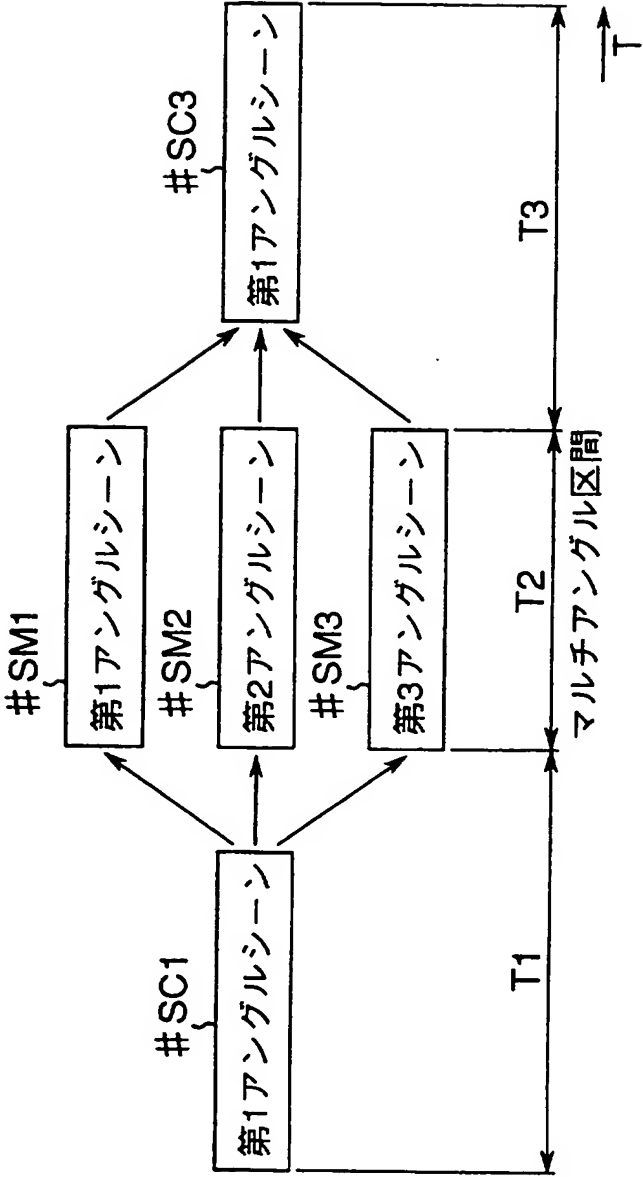 #SC1
第1アングルシーン
#SM1
第1アングルシーン
#SM2
第2アングルシーン
#SM3
第3アングルシーン
#SC3
第1アングルシーン
T1
T2
T3
マルチアングル区間
T